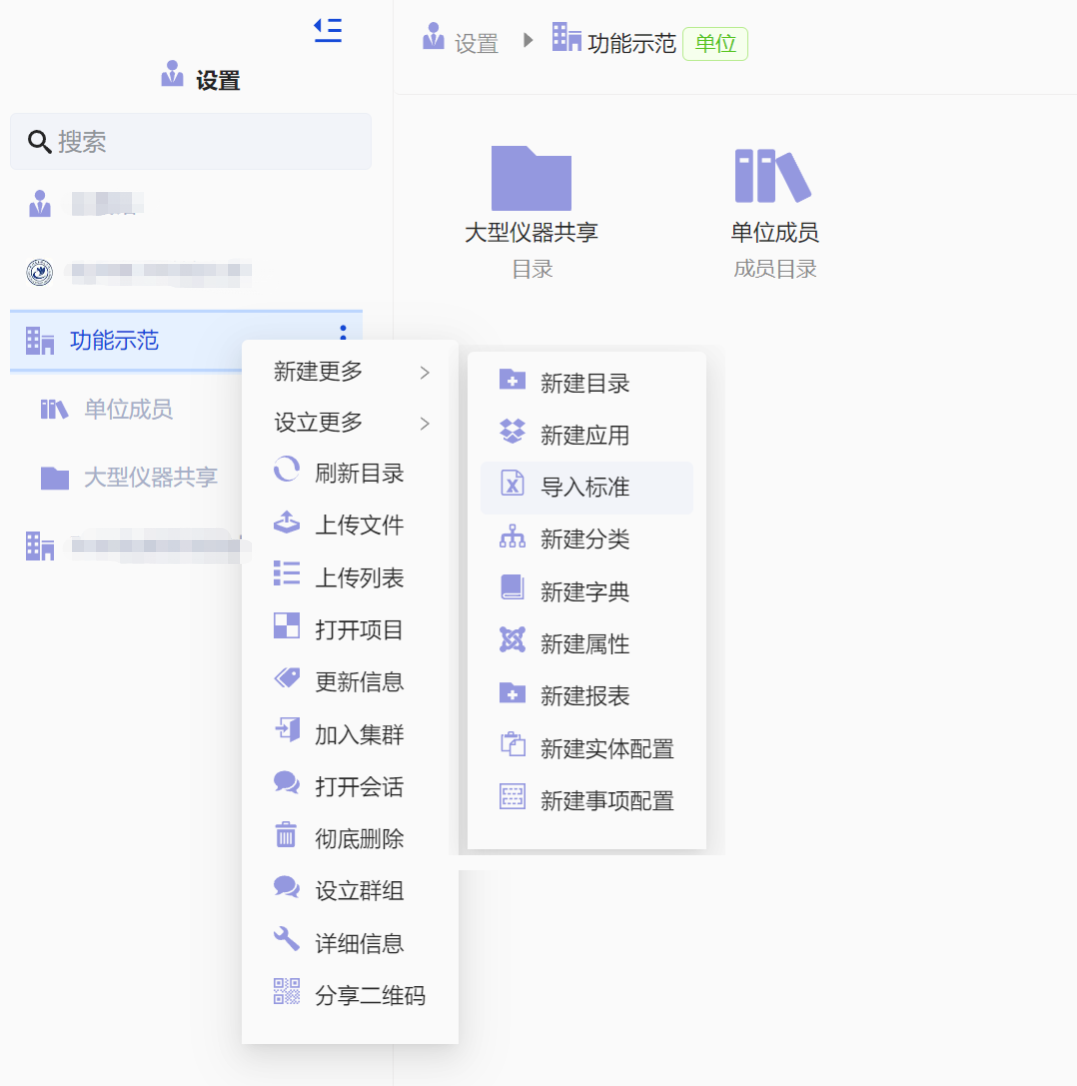 设置
搜索
功能示范
单位成员
大型仪器共享
设置
功能示范 单位
大型仪器共享
目录
单位成员
成员目录
新建更多
设立更多
刷新目录
上传文件
上传列表
打开项目
更新信息
加入集群
打开会话
彻底删除
设立群组
详细信息
分享二维码
新建目录
新建应用
导入标准
新建分类
新建字典
新建属性
新建报表
新建实体配置
新建事项配置